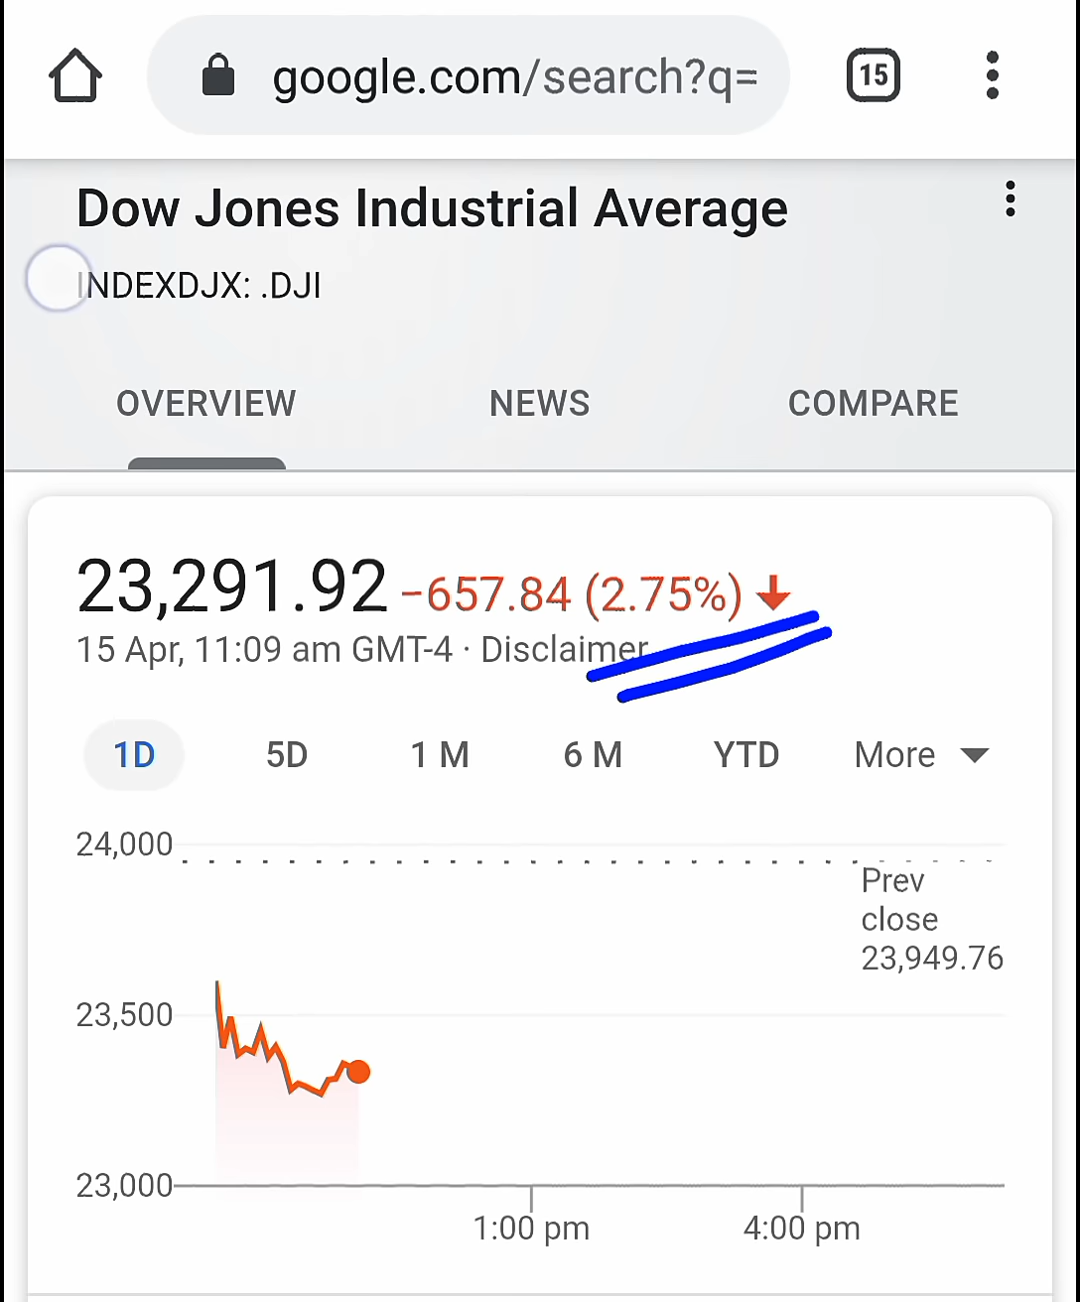 google.com/search?q=
15
Dow Jones Industrial Average
INDEXDJX: .DJI
OVERVIEW NEWS COMPARE
23,291.92 −657.84 (2.75%)
15 Apr, 11:09 am GMT-4 · Disclaimer
1D 5D 1 M 6 M YTD More
24,000
Prev
close
23,949.76
23,500
23,000
1:00 pm 4:00 pm